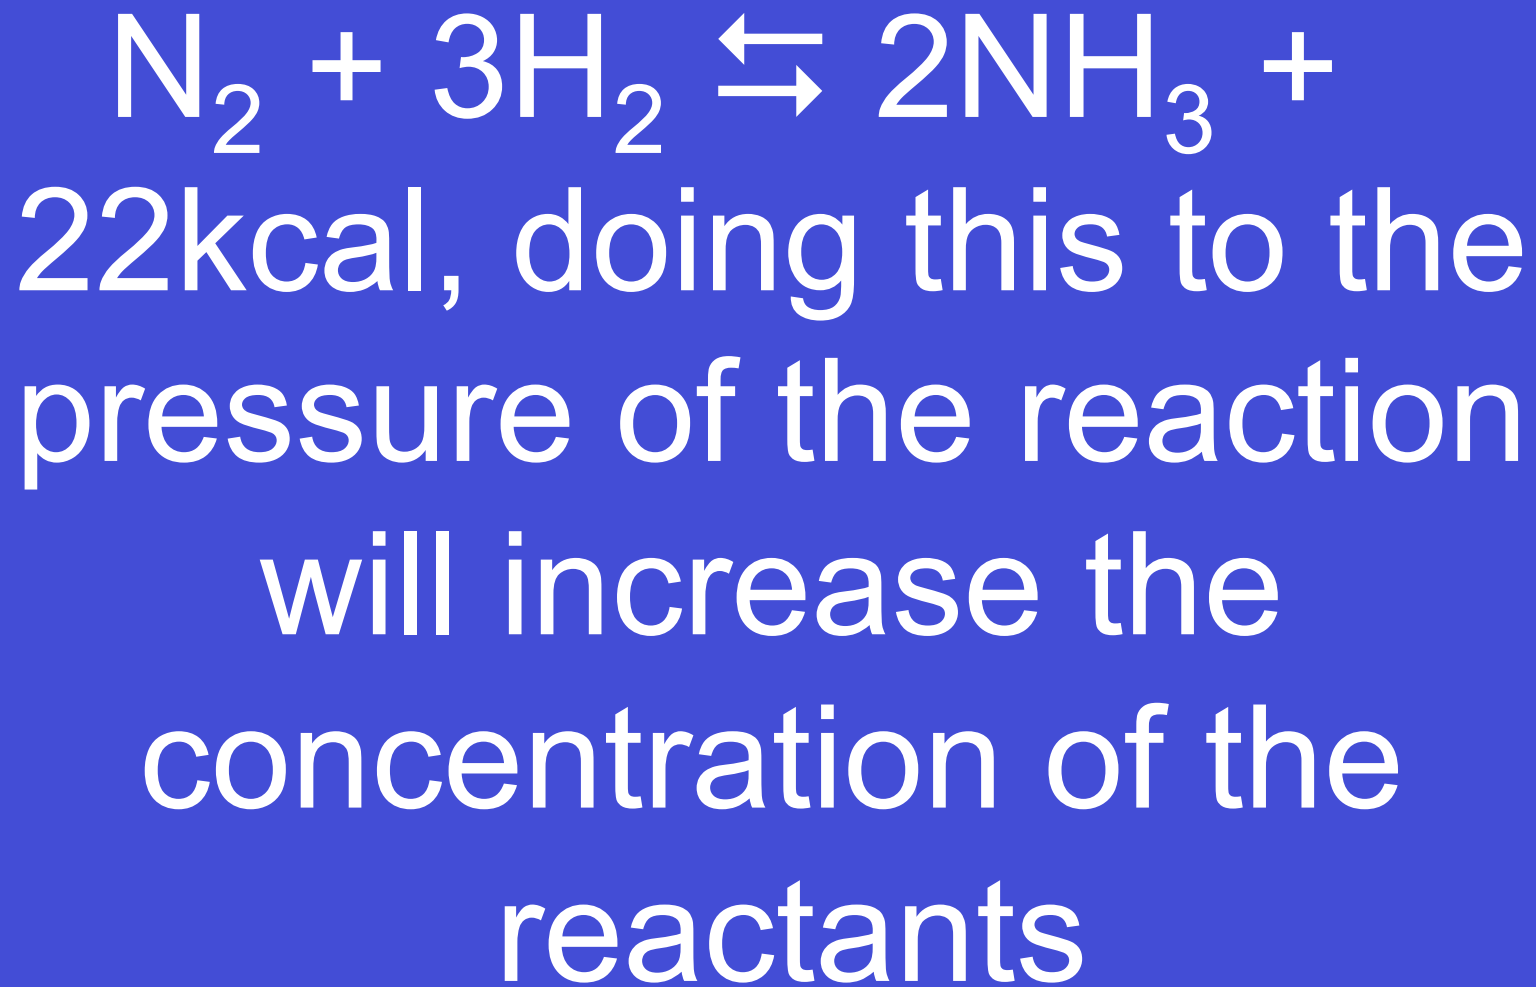 N₂ + 3H₂ ⇆ 2NH₃ +
22kcal, doing this to the
pressure of the reaction
will increase the
concentration of the
reactants